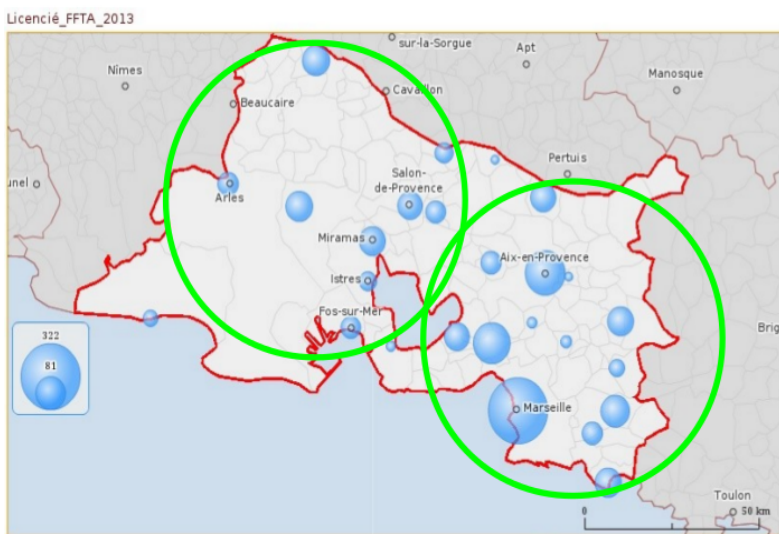 Licencié_FFTA_2013
sur-la-Sorgue
Apt
Nîmes
Manosque
Cavaillon
Beaucaire
Pertuis
Salon-
de-Provence
unel
Arles
Miramas
Aix-en-Provence
Istres
Fos-sur-Mer
Brig
322
81
Marseille
Toulon
0
50 km